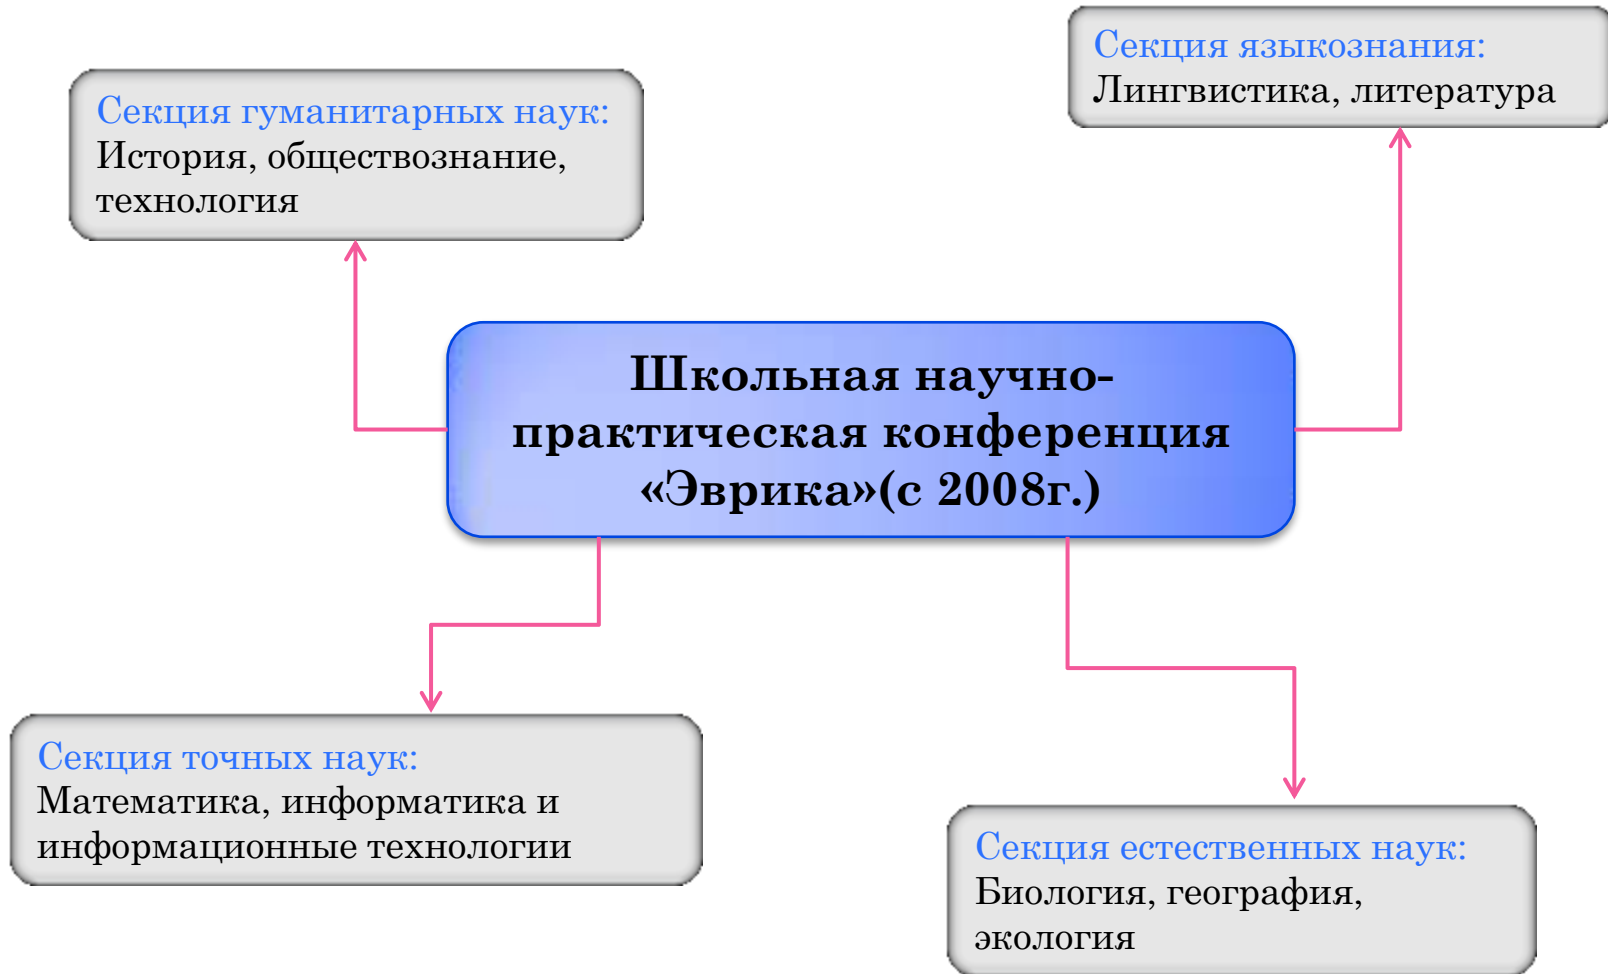 Секция языкознания:
Лингвистика, литература
Секция гуманитарных наук:
История, обществознание,
технология
Школьная научно-
практическая конференция
«Эврика»(с 2008г.)
Секция точных наук:
Математика, информатика и
информационные технологии
Секция естественных наук:
Биология, география,
экология